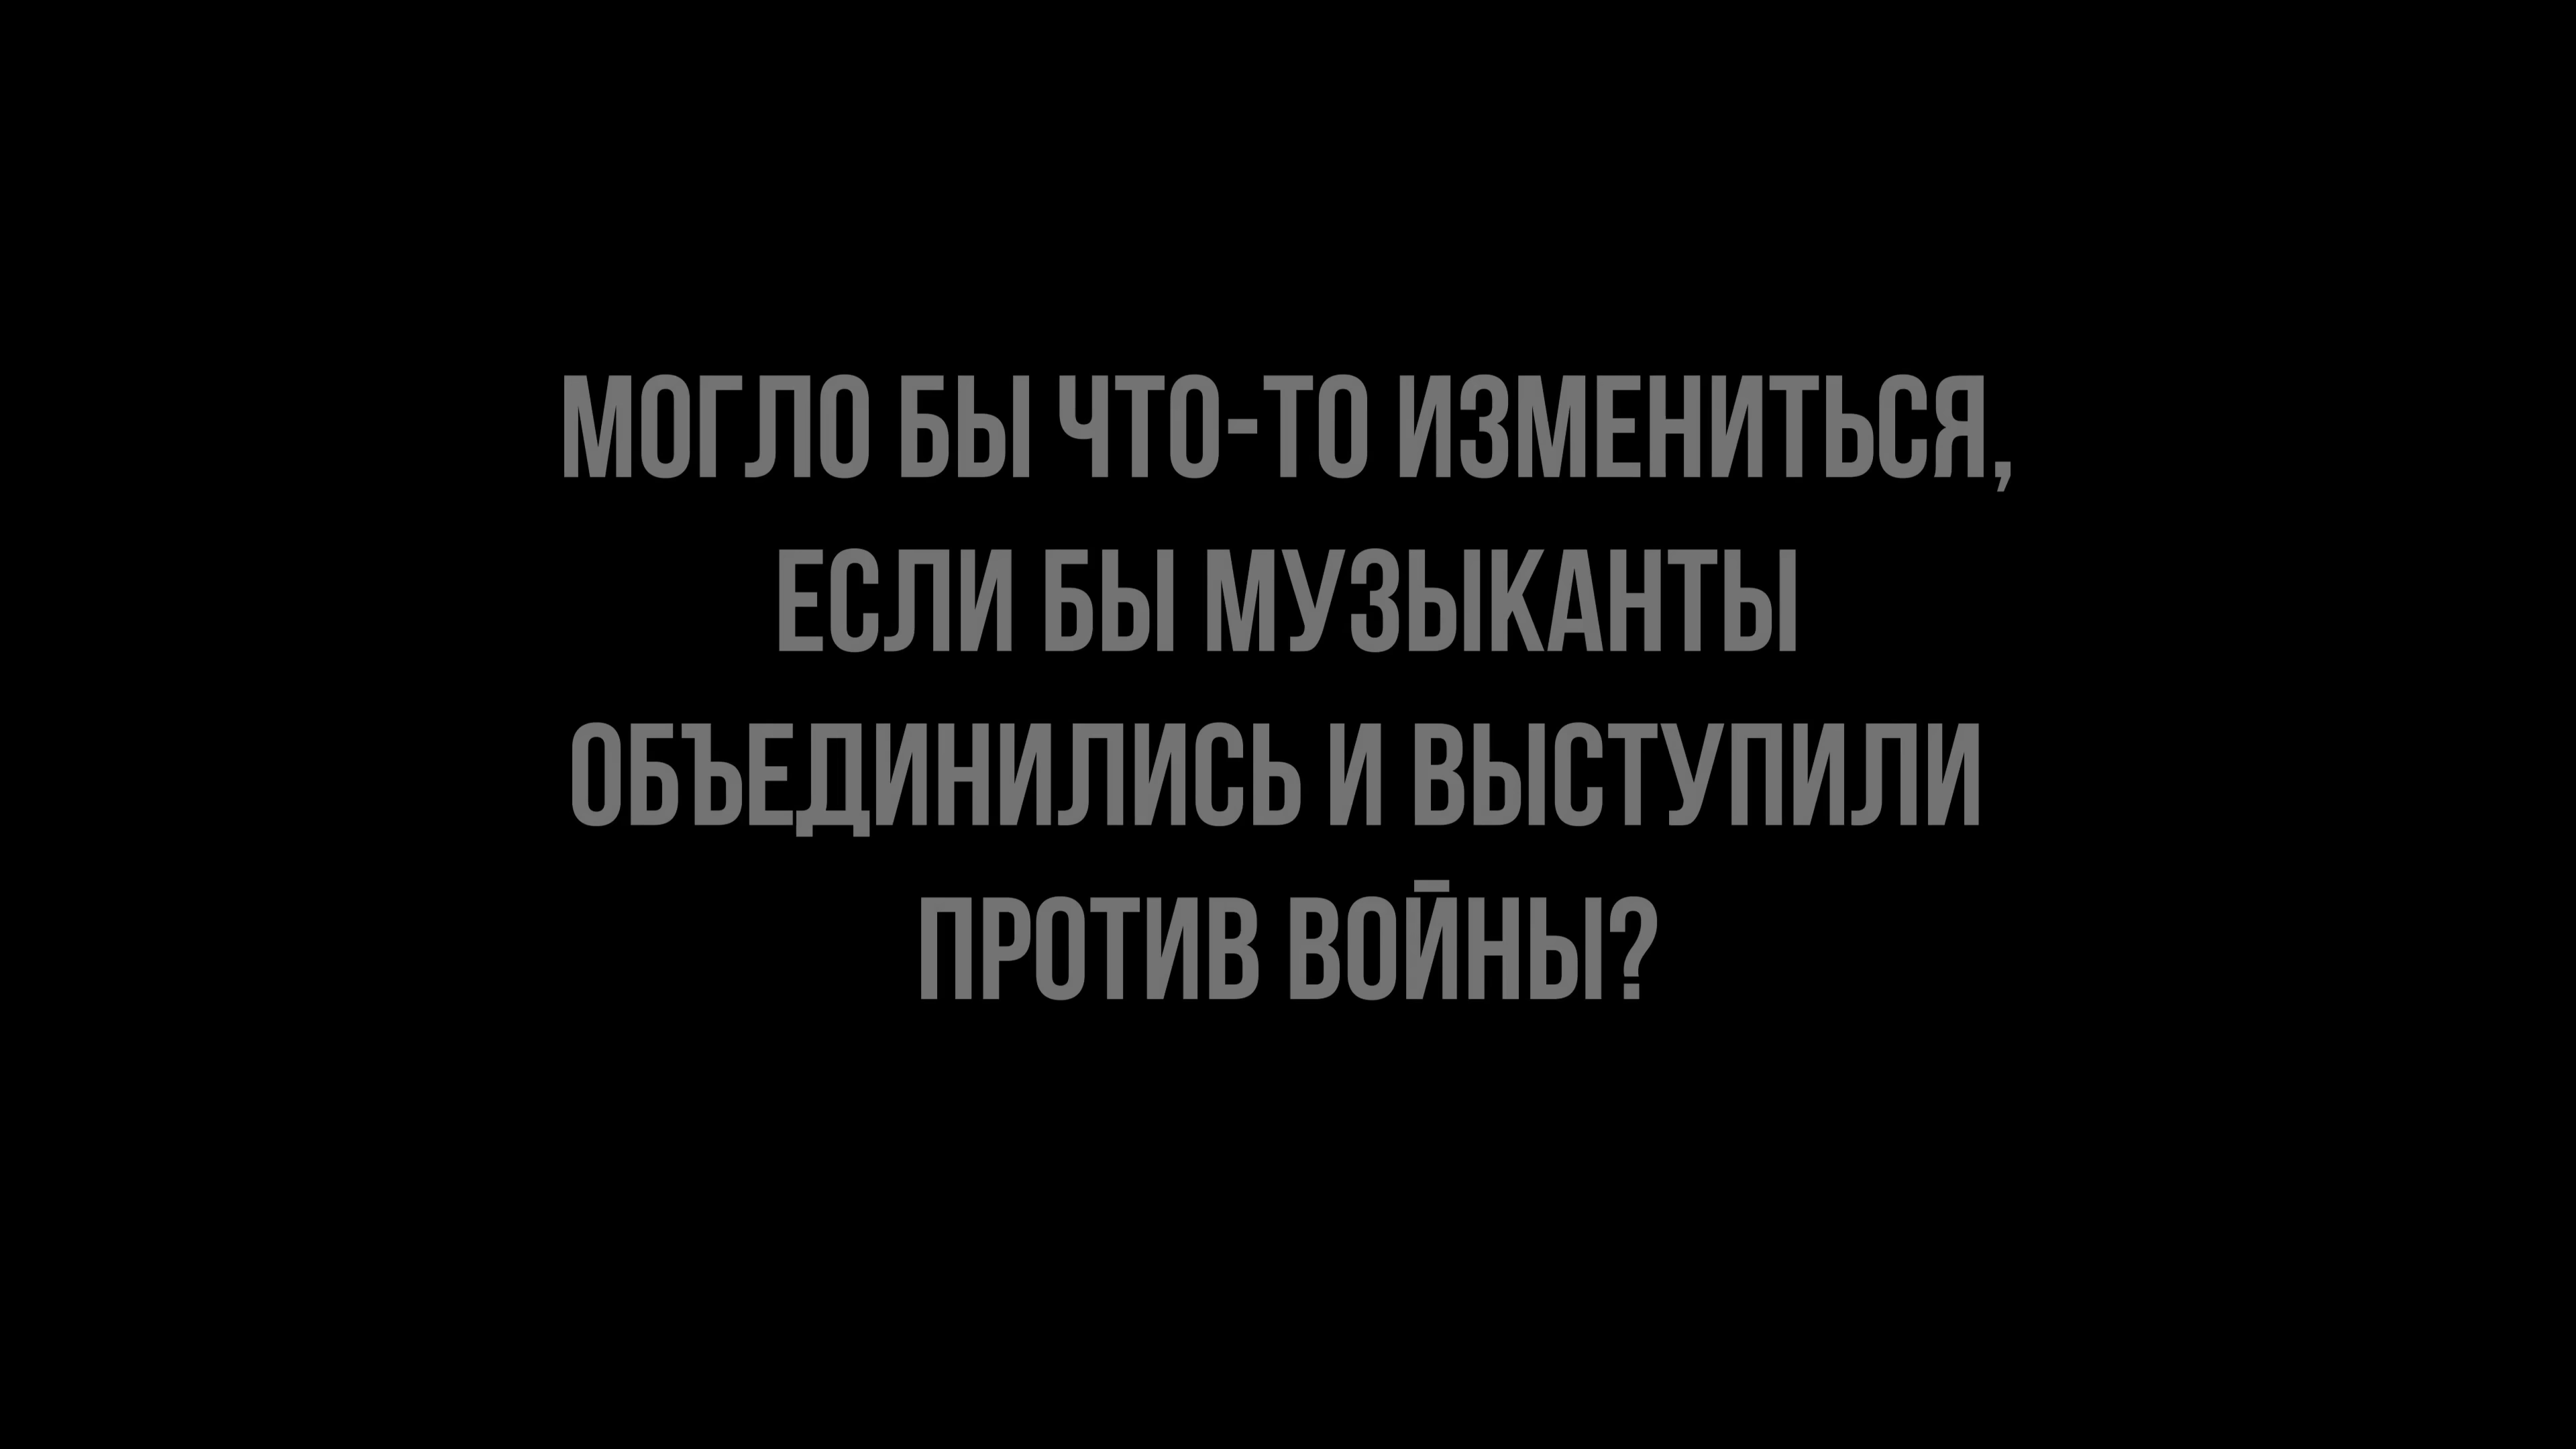 МОГЛО БЫ ЧТО-ТО ИЗМЕНИТЬСЯ,
ЕСЛИ БЫ МУЗЫКАНТЫ
ОБЪЕДИНИЛИСЬ И ВЫСТУПИЛИ
ПРОТИВ ВОЙНЫ?